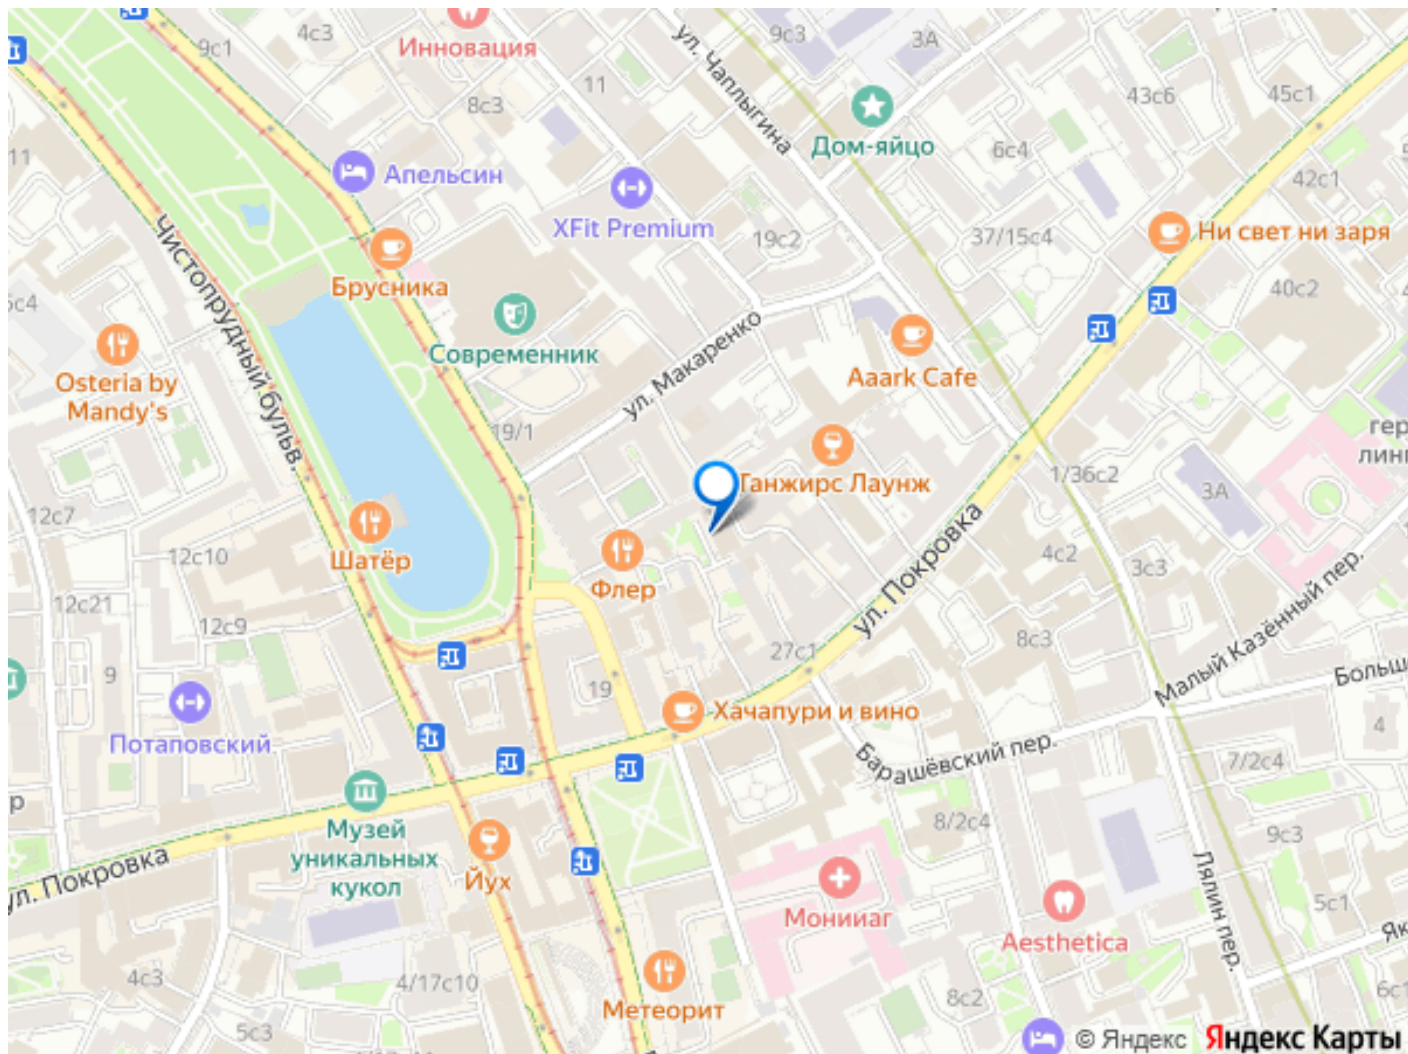 9с1
4с3
Инновация
ул. Чаплыгина
9с3
3А
11
8с3
43с6
45с1
11
Дом-яйцо
6с4
Апельсин
42с1
XFit Premium
19с2
37/15с4
Ни свет ни заря
Чистопрудный бульв.
Брусника
40с2
Современник
ул. Макаренко
Osteria by
Mandy's
Aaark Cafe
19/1
1/36с2
Ганжирс Лаунж
3А
12с7
ул. Покровка
12с10
Шатёр
Флер
4с2
3с3
Малый Казённый пер.
12с21
12с9
8с3
27с1
9
19
Потаповский
Хачапури и вино
4
Барашёвский пер.
7/2с4
Музей
уникальных
кукол
8/2с4
9с3
ул. Покровка
Йух
Мониаг
Aesthetica
Лялин пер.
5с1
4с3
4/17с10
Метеорит
8с2
6с1
5с3
© Яндекс Яндекс Карты